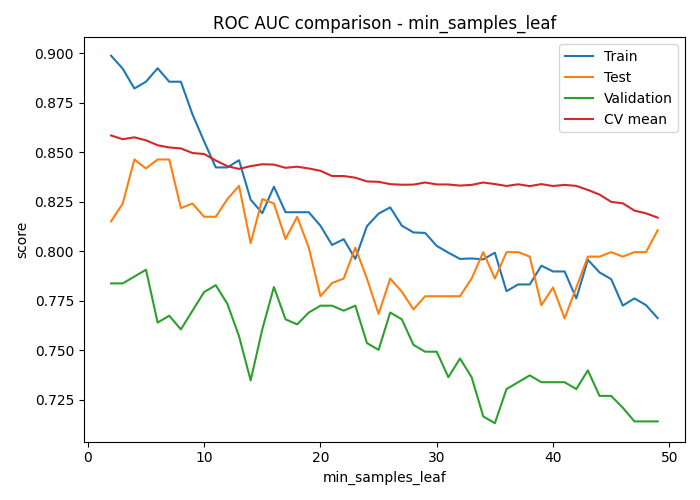 ROC AUC comparison - min_samples_leaf
score
0.900
0.875
0.850
0.825
0.800
0.775
0.750
0.725
Train
Test
Validation
CV mean
0
10
20
30
40
50
min_samples_leaf